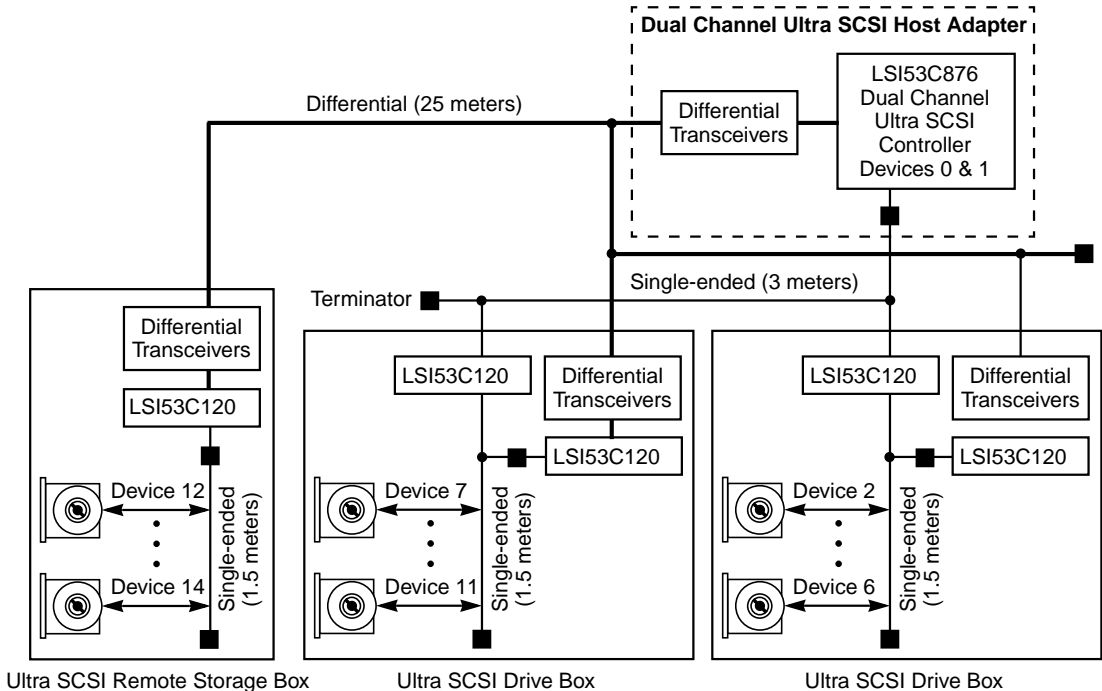 Dual Channel Ultra SCSI Host Adapter
LSI53C876
Dual Channel
Ultra SCSI
Controller
Devices 0 & 1
Differential
Transceivers
Differential (25 meters)
Single-ended (3 meters)
Terminator
Differential
Transceivers
LSI53C120
Device 12
Device 14
Single-ended
(1.5 meters)
Ultra SCSI Remote Storage Box
LSI53C120
Differential
Transceivers
LSI53C120
Device 7
Device 11
Single-ended
(1.5 meters)
Ultra SCSI Drive Box
LSI53C120
Differential
Transceivers
LSI53C120
Device 2
Device 6
Single-ended
(1.5 meters)
Ultra SCSI Drive Box